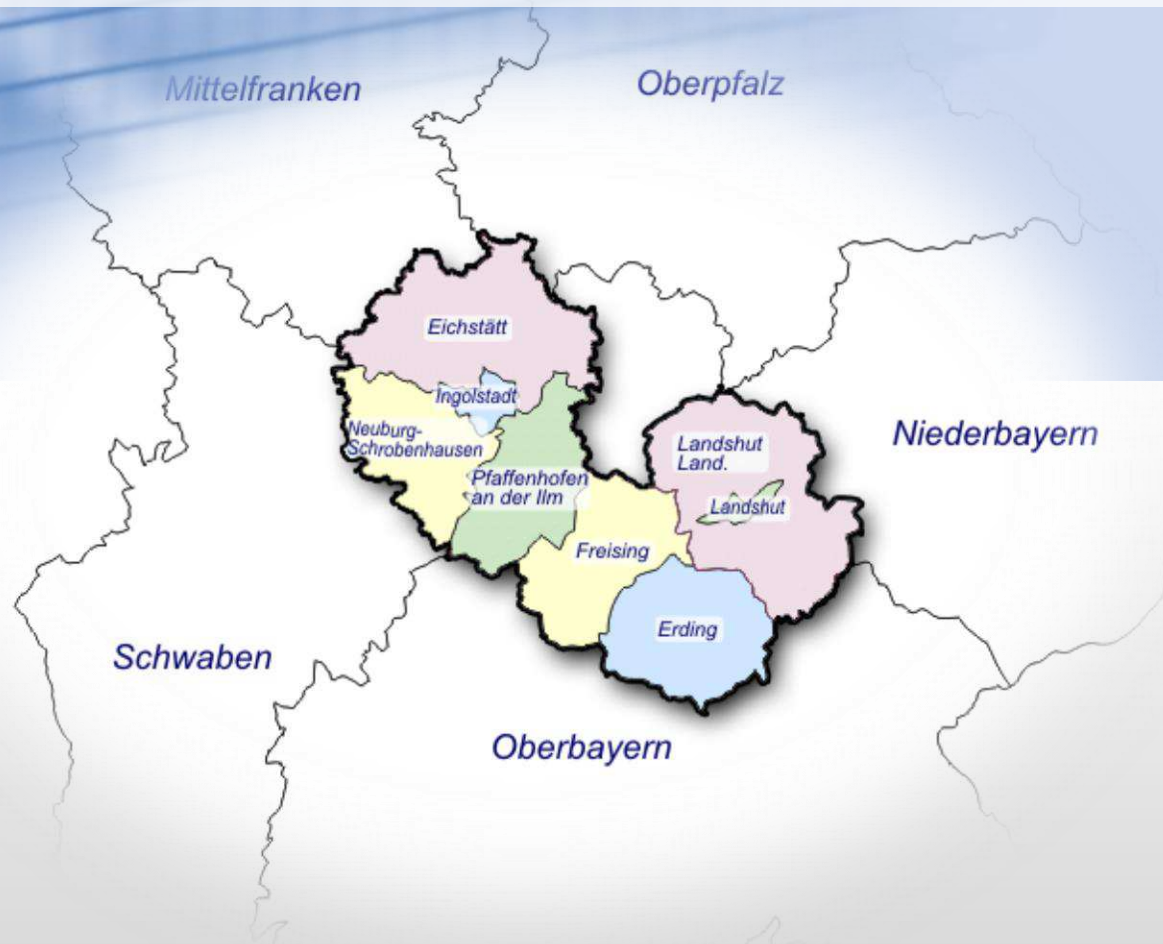 Mittelfranken
Oberpfalz
Eichstätt
Ingolstadt
Neuburg-
Schrobenhausen
Landshut
Land.
Niederbayern
Pfaffenhofen
an der Ilm
Landshut
Freising
Erding
Schwaben
Oberbayern